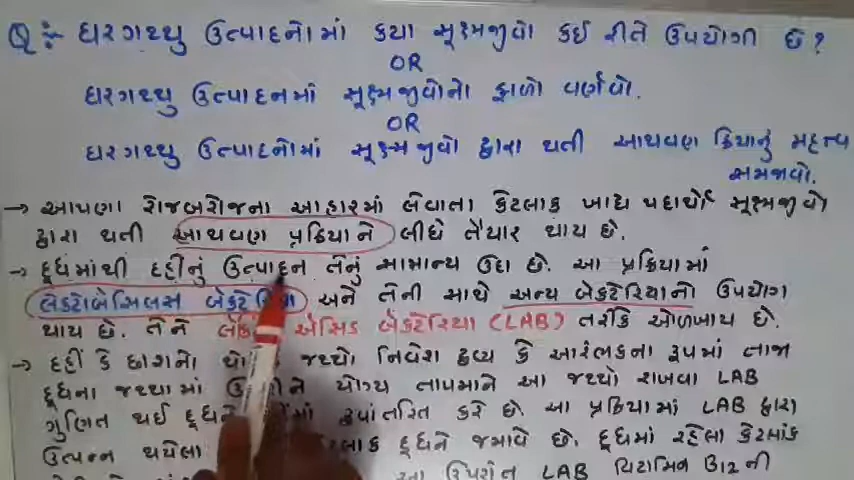 Q :- ઘરગથ્થુ ઉત્પાદનોમાં કયા સૂક્ષ્મજીવો કઈ રીતે ઉપયોગી છે ?
OR
ઘરગથ્થુ ઉત્પાદનમાં સૂક્ષ્મજીવોનો ફાળો વર્ણવો.
OR
ઘરગથ્થુ ઉત્પાદનોમાં સૂક્ષ્મજીવો દ્વારા થતી આથવણ ક્રિયાનું મહત્વ
સમજાવો.
→ આપણા રોજબરોજના આહારમાં લેવાતા કેટલાક ખાદ્ય પદાર્થો સૂક્ષ્મજીવો
દ્વારા થતી આથવણ પ્રક્રિયાને લીધે તૈયાર થાય છે.
→ દૂધમાંથી દહીંનું ઉત્પાદન તેનું સામાન્ય ઉદા છે. આ પ્રક્રિયામાં
લેક્ટોબેસિલસ બેક્ટેરિયા અને તેની સાથે અન્ય બેક્ટેરિયાનો ઉપયોગ
થાય છે. તેને એસિડ બેક્ટેરિયા (LAB) તરીકે ઓળખાય છે.
→ દહીં કે છાશનો જથ્થો નિવેશ દ્રવ્ય કે આરંભકના રૂપમાં તાજા
દૂધના જથ્થામાં યોગ્ય તાપમાને આ જથ્થો રાખવા LAB
ગુણિત થઈ દૂધને રૂપાંતરિત કરે છે. આ પ્રક્રિયામાં LAB દ્વારા
ઉત્પન્ન થયેલા દૂધને જમાવે છે. દૂધમાં રહેલા કેટલાંક
આ ઉપરાંત LAB વિટામિન B12 ની